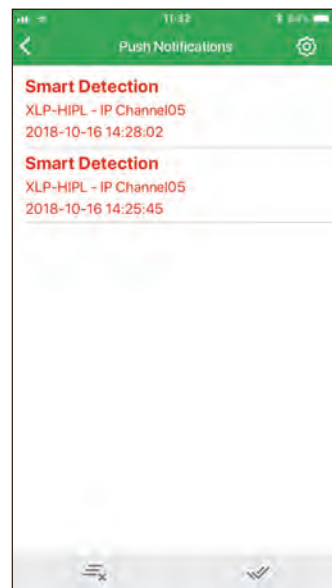 11:32
Push Notifications
Smart Detection
XLP-HIPL - IP Channel05
2018-10-16 14:28:02
Smart Detection
XLP-HIPL - IP Channel05
2018-10-16 14:25:45